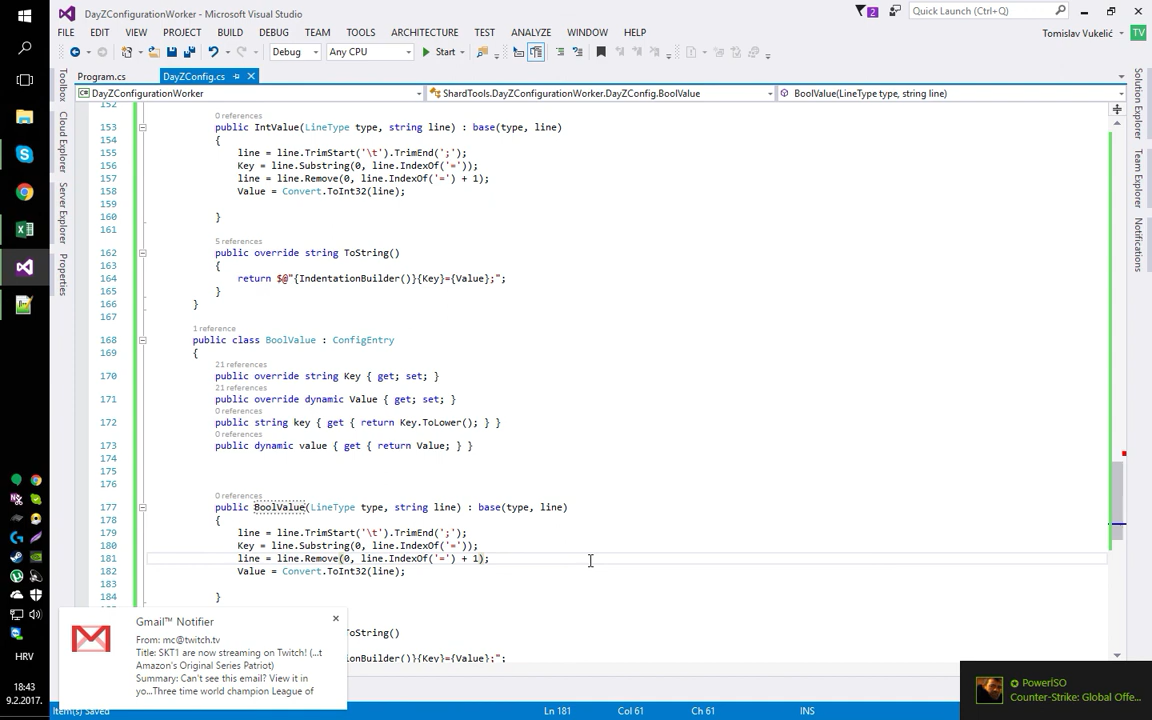 DayZConfigurationWorker - Microsoft Visual Studio
2
Quick Launch (Ctrl+Q)
FILE EDIT VIEW PROJECT BUILD DEBUG TEAM TOOLS ARCHITECTURE TEST ANALYZE WINDOW HELP
Tomislav Vukelić TV
Debug Any CPU Start
Program.cs DayZConfig.cs
DayZConfigurationWorker ShardTools.DayZConfigurationWorker.DayZConfig.BoolValue BoolValue(LineType type, string line)
Toolbox
Cloud Explorer
Server Explorer
Properties
Solution Explorer
Team Explorer
Notifications
152
0 references
153 public IntValue(LineType type, string line) : base(type, line)
154 {
155 line = line.TrimStart('\t').TrimEnd(';');
156 Key = line.Substring(0, line.IndexOf('='));
157 line = line.Remove(0, line.IndexOf('=') + 1);
158 Value = Convert.ToInt32(line);
159
160 }
161
5 references
162 public override string ToString()
163 {
164 return $@"{IndentationBuilder()}{Key}={Value};";
165 }
166 }
167
1 reference
168 public class BoolValue : ConfigEntry
169 {
21 references
170 public override string Key { get; set; }
21 references
171 public override dynamic Value { get; set; }
0 references
172 public string key { get { return Key.ToLower(); } }
0 references
173 public dynamic value { get { return Value; } }
174
175
176
0 references
177 public BoolValue(LineType type, string line) : base(type, line)
178 {
179 line = line.TrimStart('\t').TrimEnd(';');
180 Key = line.Substring(0, line.IndexOf('='));
181 line = line.Remove(0, line.IndexOf('=') + 1);
182 Value = Convert.ToInt32(line);
183
184 }
ToString()
ionBuilder()}{Key}={Value};";
Gmail™ Notifier
From: mc@twitch.tv
Title: SKT1 are now streaming on Twitch! (...t
Amazon's Original Series Patriot)
Summary: Can't see this email? View it in
yo...Three time world champion League of
PowerISO
Counter-Strike: Global Offe...
HRV
18:43
9.2.2017.
Item(s) Saved Ln 181 Col 61 Ch 61 INS